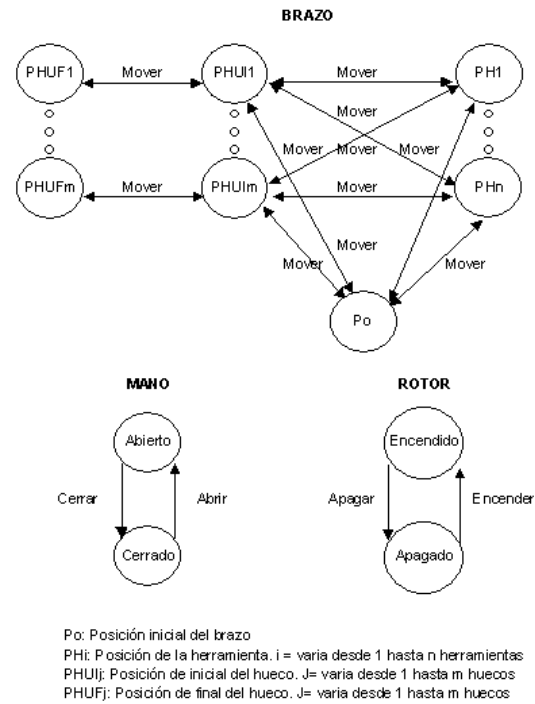 BRAZO
PHUF1
Mover
PHUI1
Mover
PH1
Mover
Mover
Mover
Mover
PHUFm
Mover
PHUIm
Mover
PHn
Mover
Mover
Mover
Po
MANO
ROTOR
Abierto
Encendido
Cerrar
Abrir
Apagar
Encender
Cerrado
Apagado
Po: Posición inicial del brazo
PHi: Posición de la herramienta. i = varia desde 1 hasta n herramientas
PHUIj: Posición de inicial del hueco. J= varia desde 1 hasta m huecos
PHUFj: Posición de final del hueco. J= varia desde 1 hasta m huecos